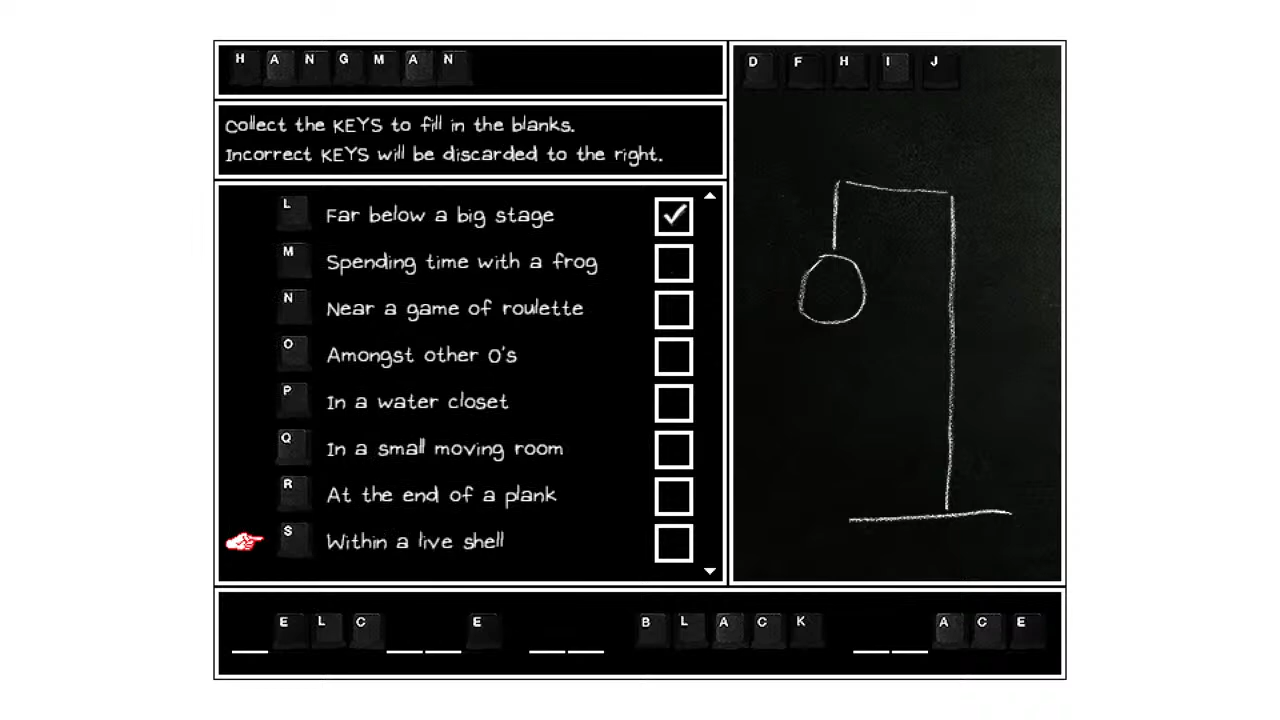 H A N G M A N
Collect the KEYS to fill in the blanks.
Incorrect KEYS will be discarded to the right.
L Far below a big stage
M Spending time with a frog
N Near a game of roulette
O Amongst other O's
P In a water closet
Q In a small moving room
R At the end of a plank
S Within a live shell
D F H I J
_ E L C _ _ E _ _ B L A C K _ _ A C E